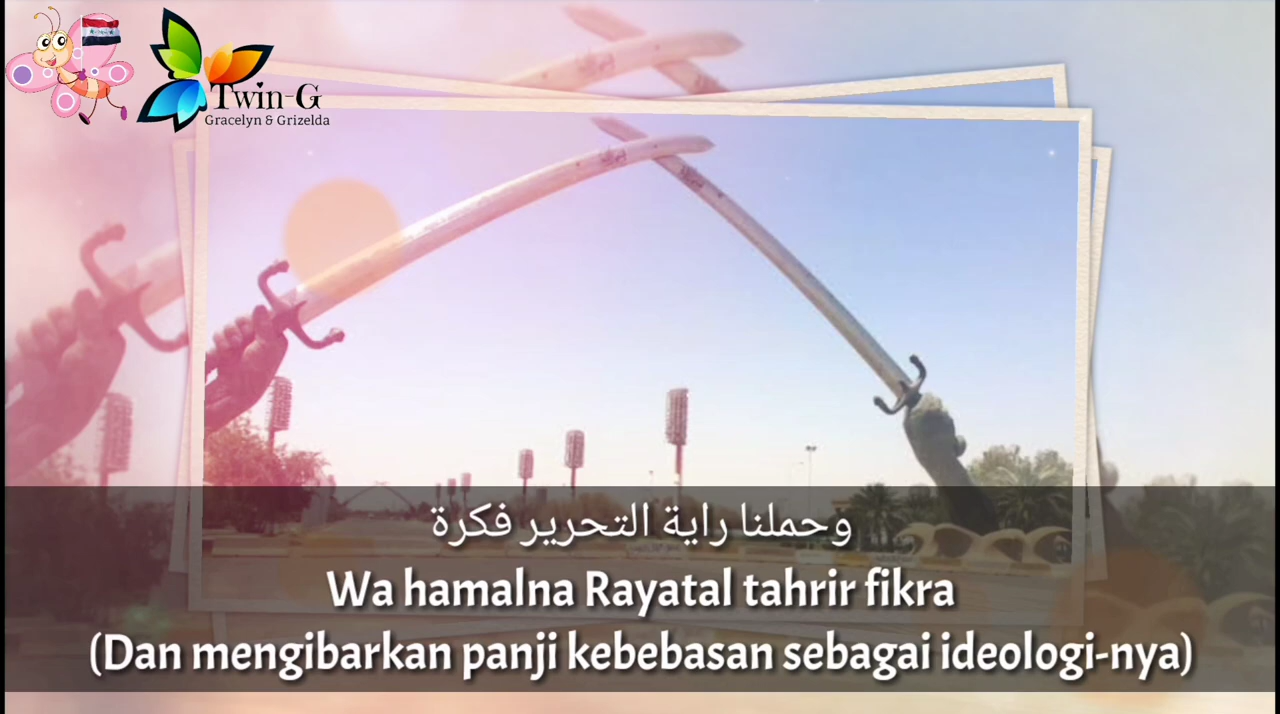 Twin-G
Gracelyn & Grizelda
وحملنا راية التحرير فكرة
Wa hamalna Rayatal tahrir fikra
(Dan mengibarkan panji kebebasan sebagai ideologi-nya)